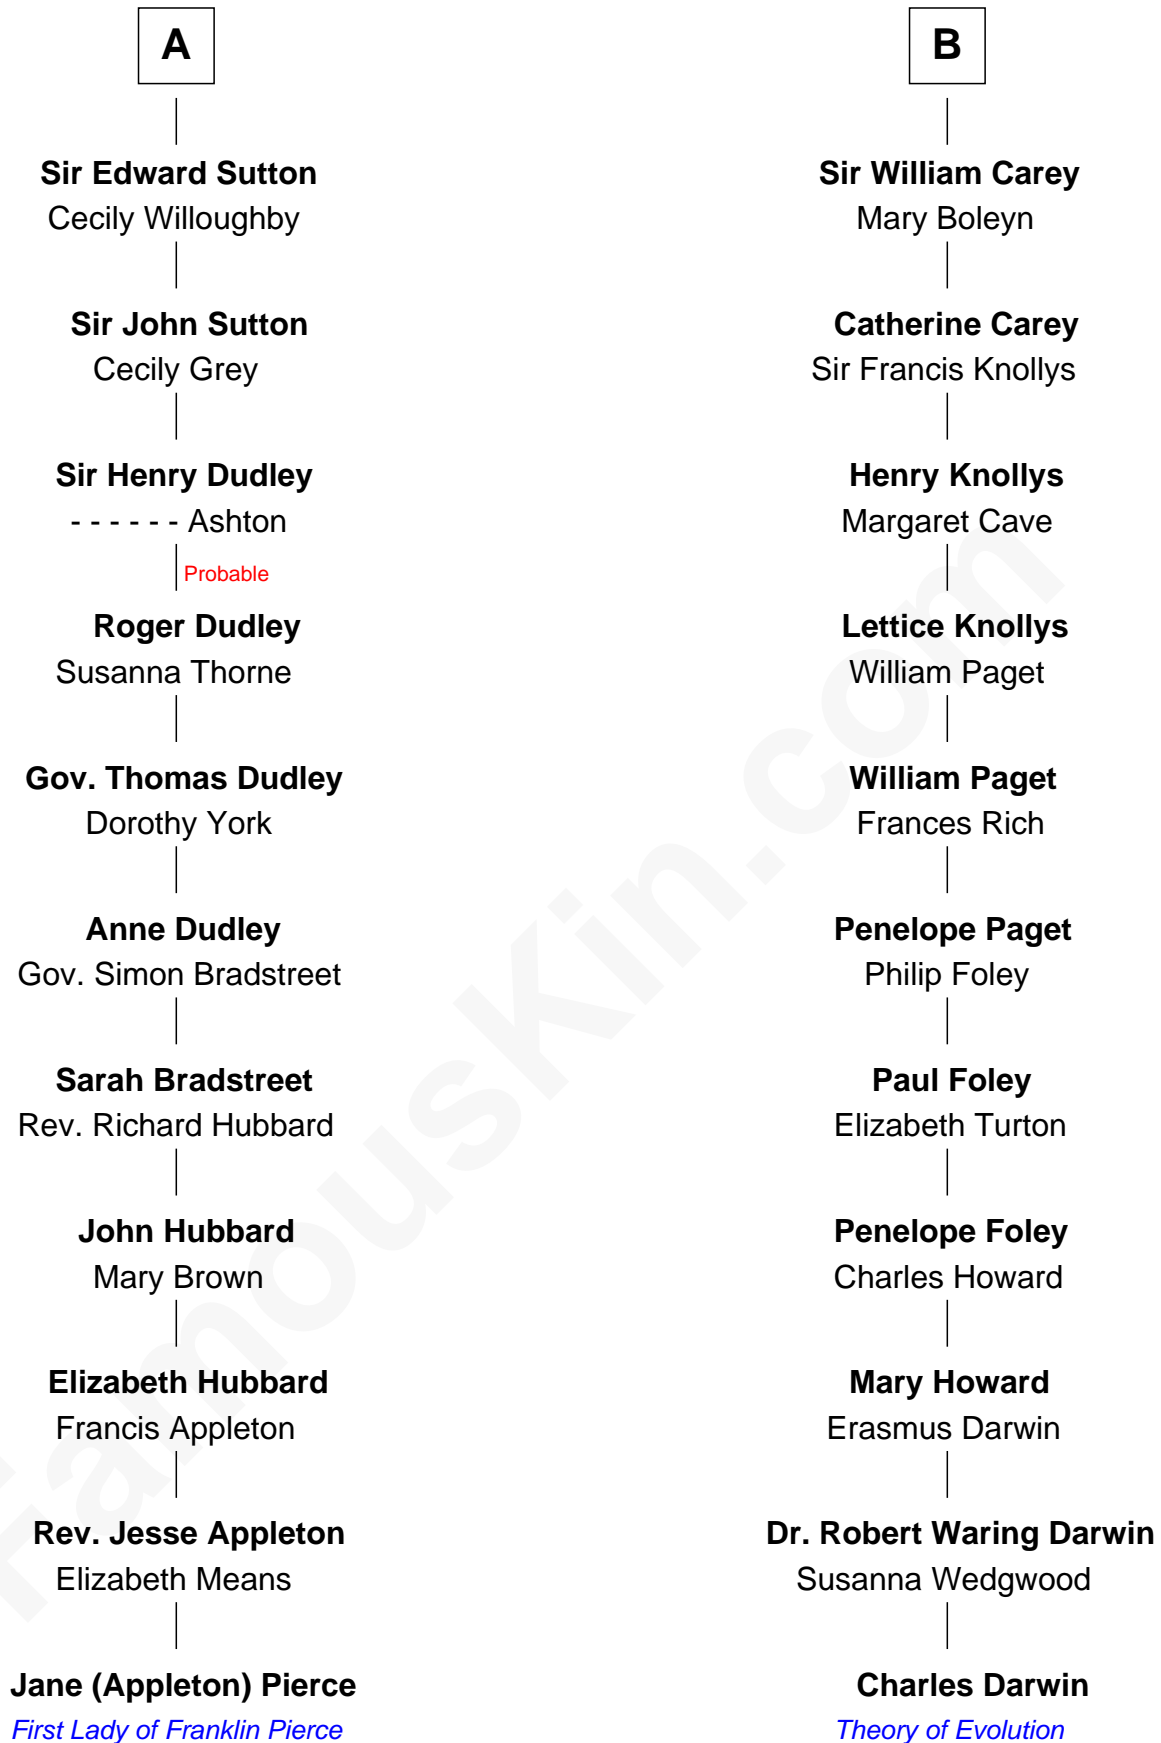 A
Sir Edward Sutton
Cecily Willoughby
Sir John Sutton
Cecily Grey
Sir Henry Dudley
- - - - - - Ashton
Probable
Roger Dudley
Susanna Thorne
Gov. Thomas Dudley
Dorothy York
Anne Dudley
Gov. Simon Bradstreet
Sarah Bradstreet
Rev. Richard Hubbard
John Hubbard
Mary Brown
Elizabeth Hubbard
Francis Appleton
Rev. Jesse Appleton
Elizabeth Means
Jane (Appleton) Pierce
First Lady of Franklin Pierce
B
Sir William Carey
Mary Boleyn
Catherine Carey
Sir Francis Knollys
Henry Knollys
Margaret Cave
Lettice Knollys
William Paget
William Paget
Frances Rich
Penelope Paget
Philip Foley
Paul Foley
Elizabeth Turton
Penelope Foley
Charles Howard
Mary Howard
Erasmus Darwin
Dr. Robert Waring Darwin
Susanna Wedgwood
Charles Darwin
Theory of Evolution
FamousKin.com